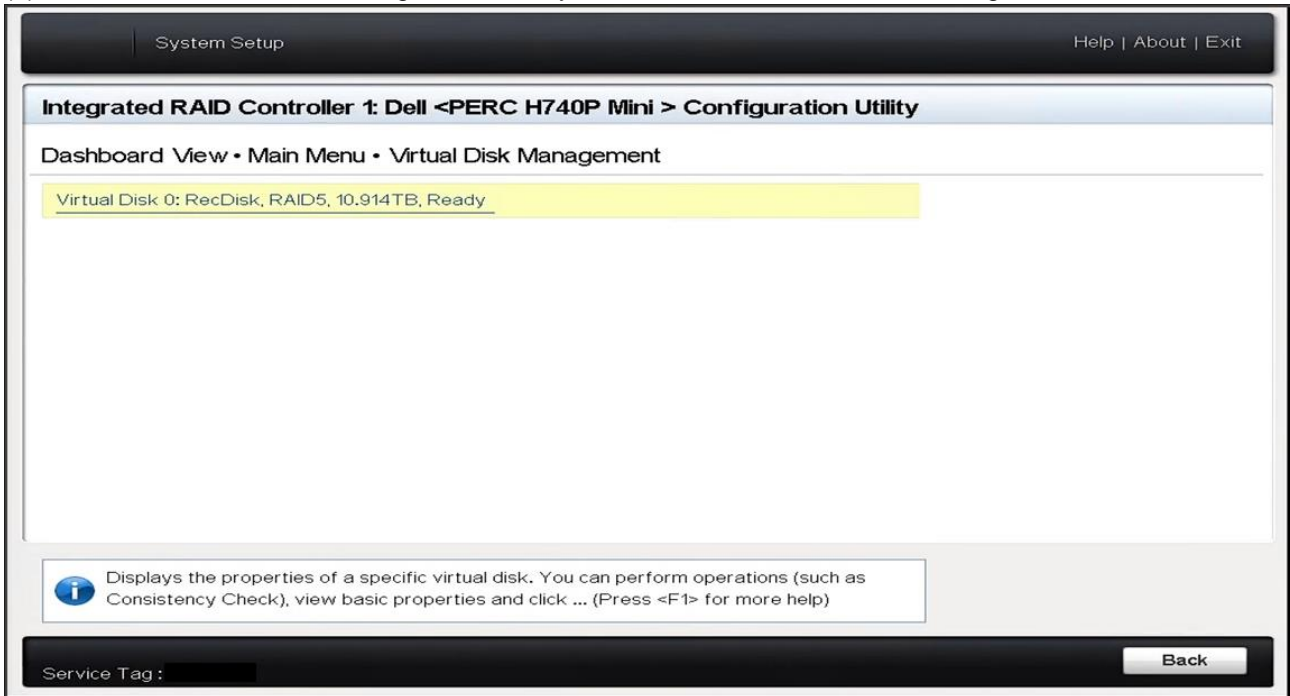 System Setup
Help | About | Exit
Integrated RAID Controller 1: Dell <PERC H740P Mini > Configuration Utility
Dashboard View • Main Menu • Virtual Disk Management
Virtual Disk 0: RecDisk, RAID5, 10.914TB, Ready
Displays the properties of a specific virtual disk. You can perform operations (such as
Consistency Check), view basic properties and click ... (Press <F1> for more help)
Back
Service Tag :